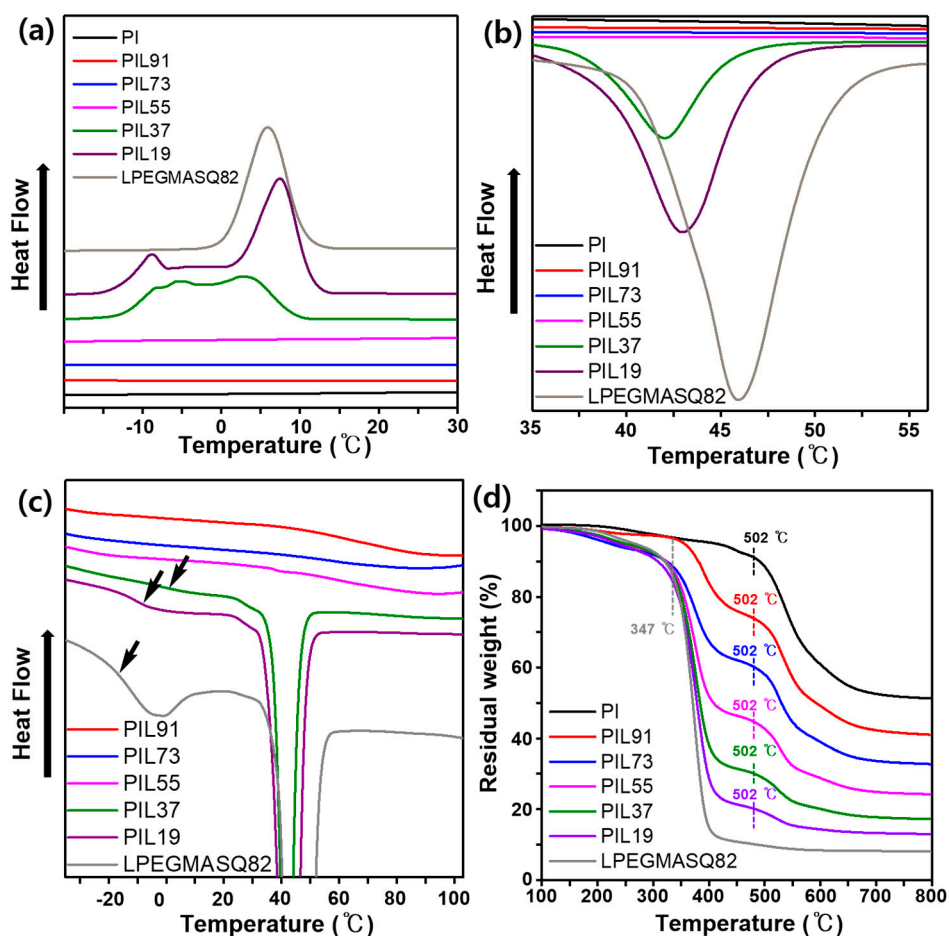 (a)
PI
PIL91
PIL73
PIL55
PIL37
PIL19
LPEGMASQ82
Heat Flow
-10 0 10 20 30
Temperature (℃)
(b)
PI
PIL91
PIL73
PIL55
PIL37
PIL19
LPEGMASQ82
Heat Flow
35 40 45 50 55
Temperature (℃)
(c)
PIL91
PIL73
PIL55
PIL37
PIL19
LPEGMASQ82
Heat Flow
-20 0 20 40 60 80 100
Temperature (℃)
(d)
100
80
60
40
20
0
Residual weight (%)
502 ℃
502 ℃
347 ℃
502 ℃
502 ℃
502 ℃
502 ℃
PI
PIL91
PIL73
PIL55
PIL37
PIL19
LPEGMASQ82
100 200 300 400 500 600 700 800
Temperature (℃)